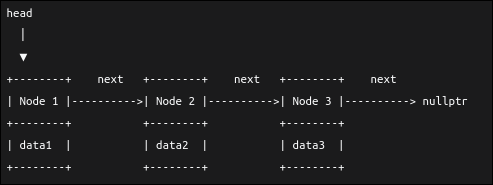 head
  │
  ▼
+--------+    next    +--------+    next    +--------+    next
| Node 1 |----------->| Node 2 |----------->| Node 3 |----------> nullptr
+--------+            +--------+            +--------+
| data1  |            | data2  |            | data3  |
+--------+            +--------+            +--------+